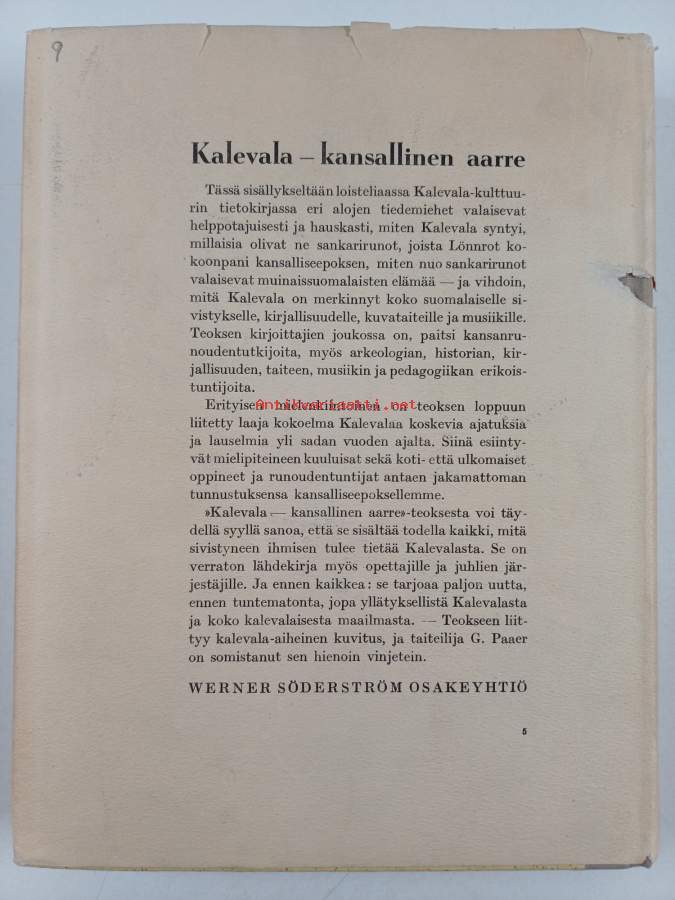 9
Kalevala – kansallinen aarre
Tässä sisällykseltään loisteliaassa Kalevala-kulttuu-
rin tietokirjassa eri alojen tiedemiehet valaisevat
helppotajuisesti ja hauskasti, miten Kalevala syntyi,
millaisia olivat ne sankarirunot, joista Lönnrot ko-
koonpani kansalliseepoksen, miten nuo sankarirunot
valaisevat muinaissuomalaisten elämää — ja vihdoin,
mitä Kalevala on merkinnyt koko suomalaiselle si-
vistykselle, kirjallisuudelle, kuvataiteille ja musiikille.
Teoksen kirjoittajien joukossa on, paitsi kansanru-
noudentutkijoita, myös arkeologian, historian, kir-
jallisuuden, taiteen, musiikin ja pedagogiikan erikois-
tuntijoita.
Antikvariaatti.net
Erityisen mielenkiintoinen on teoksen loppuun
liitetty laaja kokoelma Kalevalaa koskevia ajatuksia
ja lauselmia yli sadan vuoden ajalta. Siinä esiinty-
vät mielipiteineen kuuluisat sekä koti- että ulkomaiset
oppineet ja runoudentuntijat antaen jakamattoman
tunnustuksensa kansalliseepoksellemme.
»Kalevala — kansallinen aarre»-teoksesta voi täy-
dellä syyllä sanoa, että se sisältää todella kaikki, mitä
sivistyneen ihmisen tulee tietää Kalevalasta. Se on
verraton lähdekirja myös opettajille ja juhlien jär-
jestäjille. Ja ennen kaikkea: se tarjoaa paljon uutta,
ennen tuntematonta, jopa yllätyksellistä Kalevalasta
ja koko kalevalaisesta maailmasta. — Teokseen liit-
tyy kalevala-aiheinen kuvitus, ja taiteilija G. Paaer
on somistanut sen hienoin vinjetein.
WERNER SÖDERSTRÖM OSAKEYHTIÖ
5